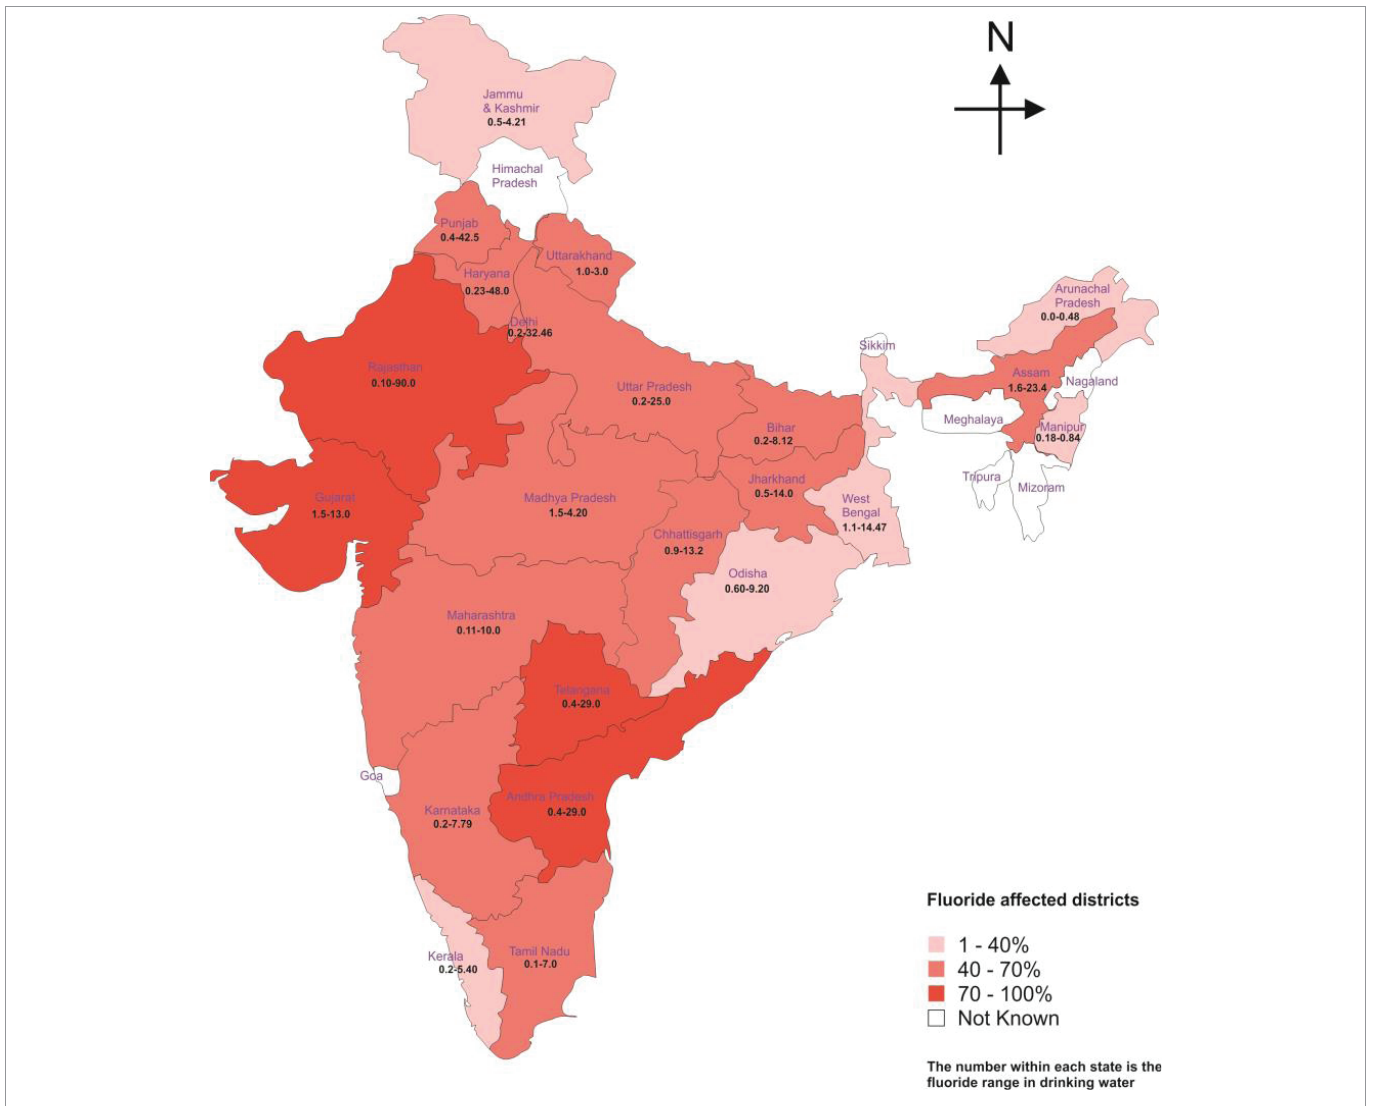 N
Jammu
& Kashmir
0.5-4.21
Himachal
Pradesh
Punjab
0.4-42.5
Uttarakhand
1.0-3.0
Haryana
0.23-48.0
Delhi
0.2-32.46
Arunachal
Pradesh
0.0-0.48
Sikkim
Rajasthan
0.10-90.0
Uttar Pradesh
0.2-25.0
Assam
1.6-23.4
Nagaland
Meghalaya
Manipur
0.18-0.84
Bihar
0.2-8.12
Jharkhand
0.5-14.0
Tripura
Mizoram
Gujarat
1.5-13.0
Madhya Pradesh
1.5-4.20
West
Bengal
1.1-14.47
Chhattisgarh
0.9-13.2
Odisha
0.60-9.20
Maharashtra
0.11-10.0
Telangana
0.4-29.0
Goa
Andhra Pradesh
0.4-29.0
Karnataka
0.2-7.79
Kerala
0.2-5.40
Tamil Nadu
0.1-7.0
Fluoride affected districts
1 - 40%
40 - 70%
70 - 100%
Not Known
The number within each state is the
fluoride range in drinking water